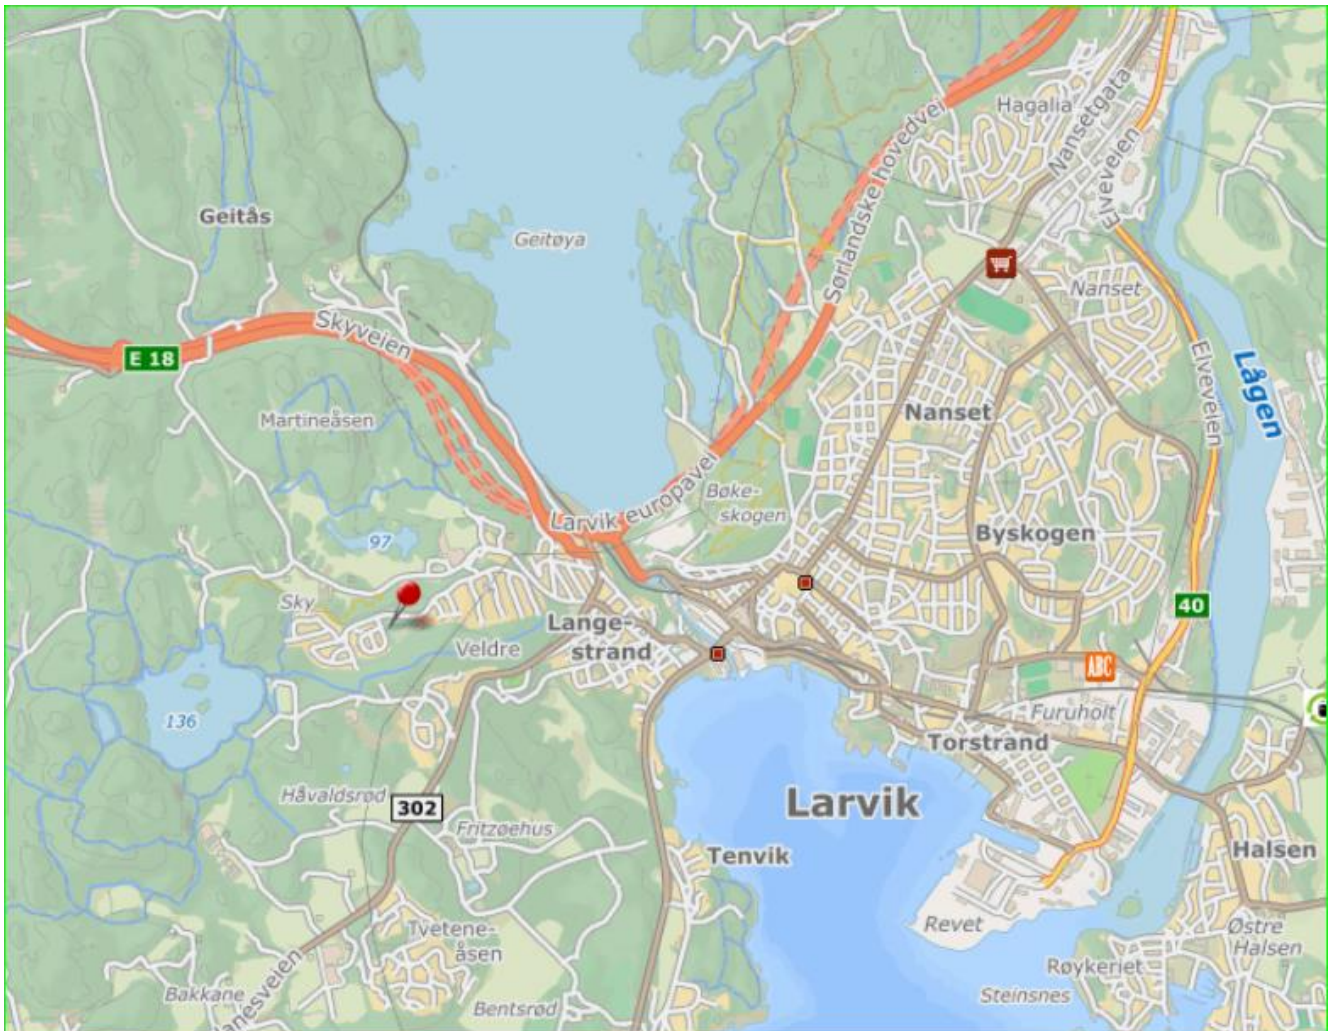 Hagalia
Nansetgata
Elveveien
Sørlandske hovedvei
Geitås
Geitøya
Nanset
Skyveien
E 18
Elveveien
Lågen
Martineåsen
Nanset
Larvik europavei
Bøke-
skogen
97
Byskogen
Sky
40
Lange-
strand
Veldre
ABC
136
Furuholt
Torstrand
Håvaldsrød
302
Larvik
Fritzøehus
Tenvik
Halsen
Revet
Tvetene-
åsen
Østre
Halsen
Røykeriet
Bakkane
Steinsnes
Bentsrød
anesveien